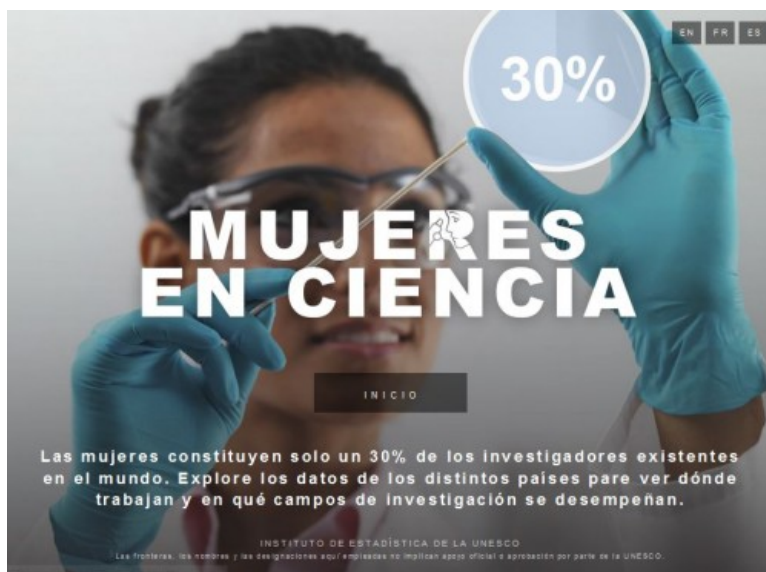 EN FR ES
30%
MUJERES
EN CIENCIA
INICIO
Las mujeres constituyen solo un 30% de los investigadores existentes
en el mundo. Explore los datos de los distintos países pare ver dónde
trabajan y en qué campos de investigación se desempeñan.
INSTITUTO DE ESTADÍSTICA DE LA UNESCO
Las fronteras, los nombres y las designaciones aquí empleadas no implican apoyo oficial o aprobación por parte de la UNESCO.